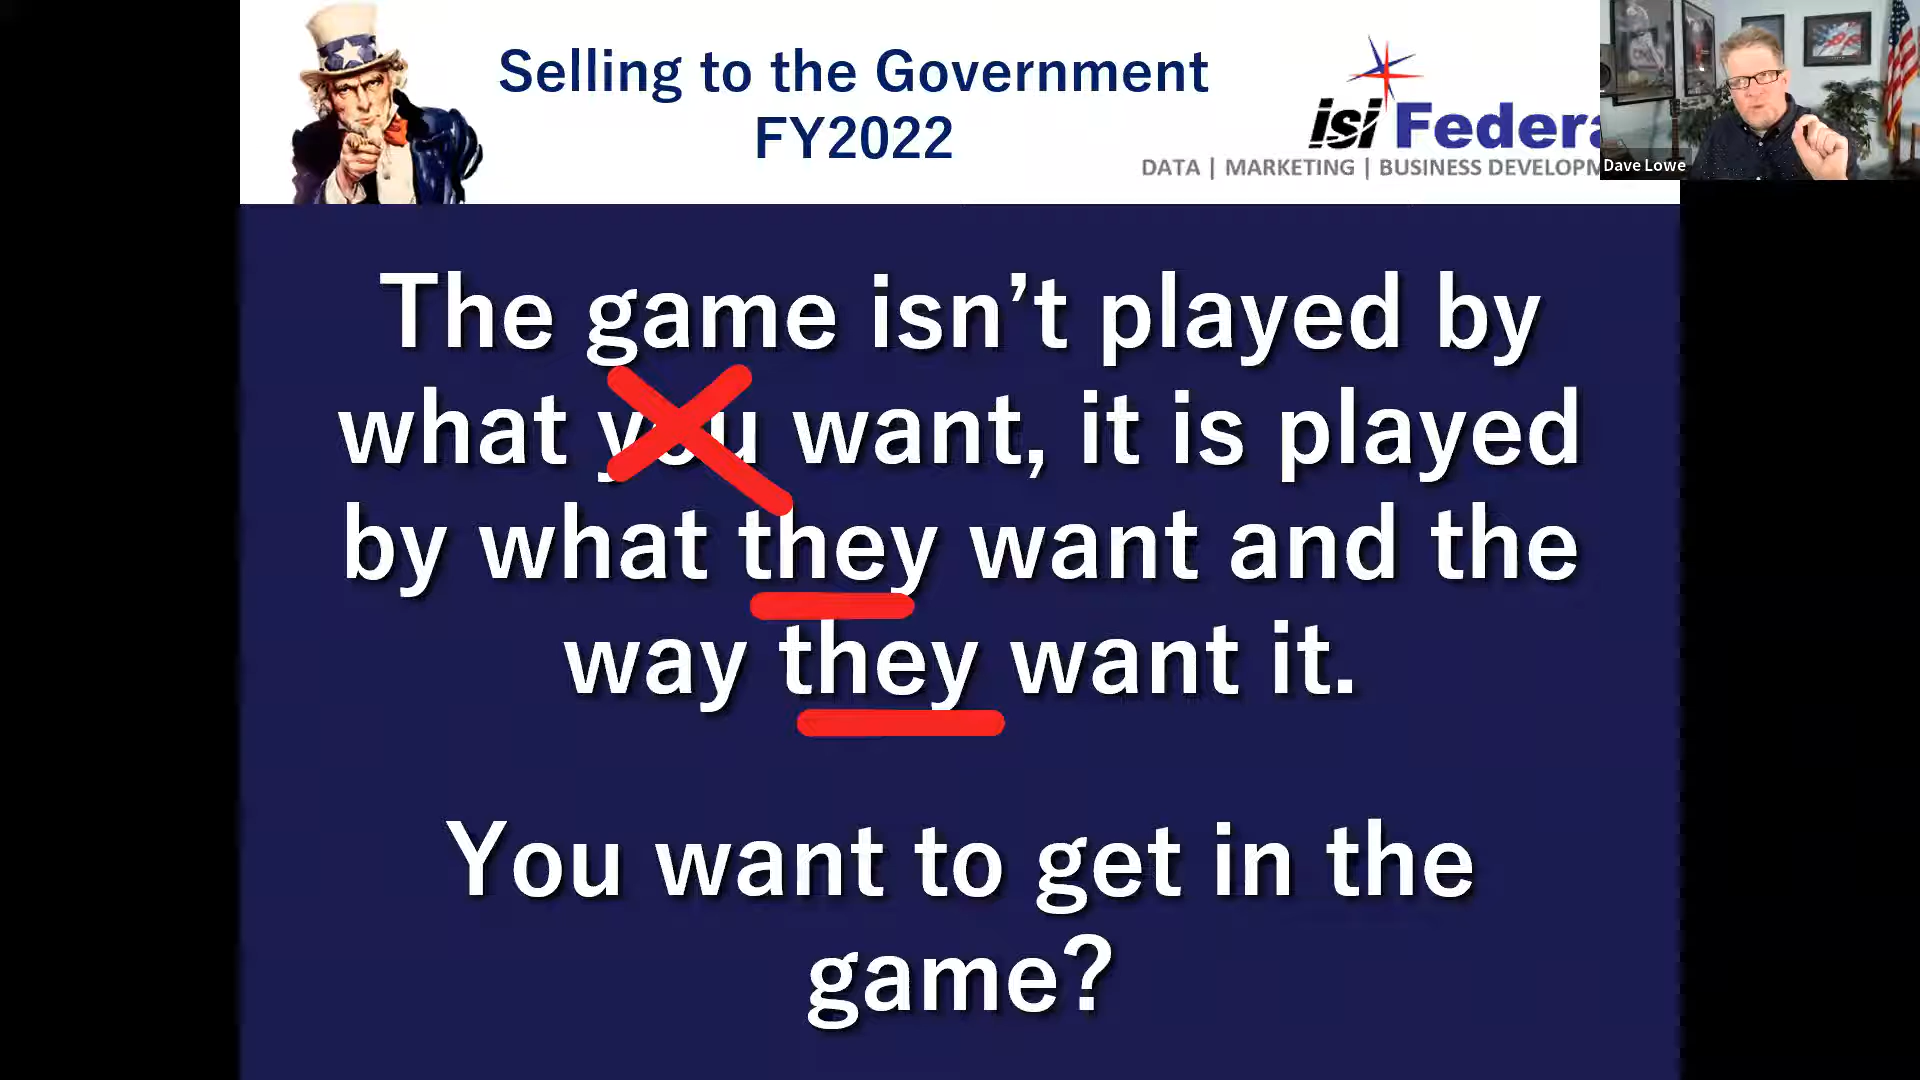 Selling to the Government
FY2022
isi Federa
DATA | MARKETING | BUSINESS DEVELOPM
Dave Lowe
The game isn’t played by
what you want, it is played
by what they want and the
way they want it.
You want to get in the
game?